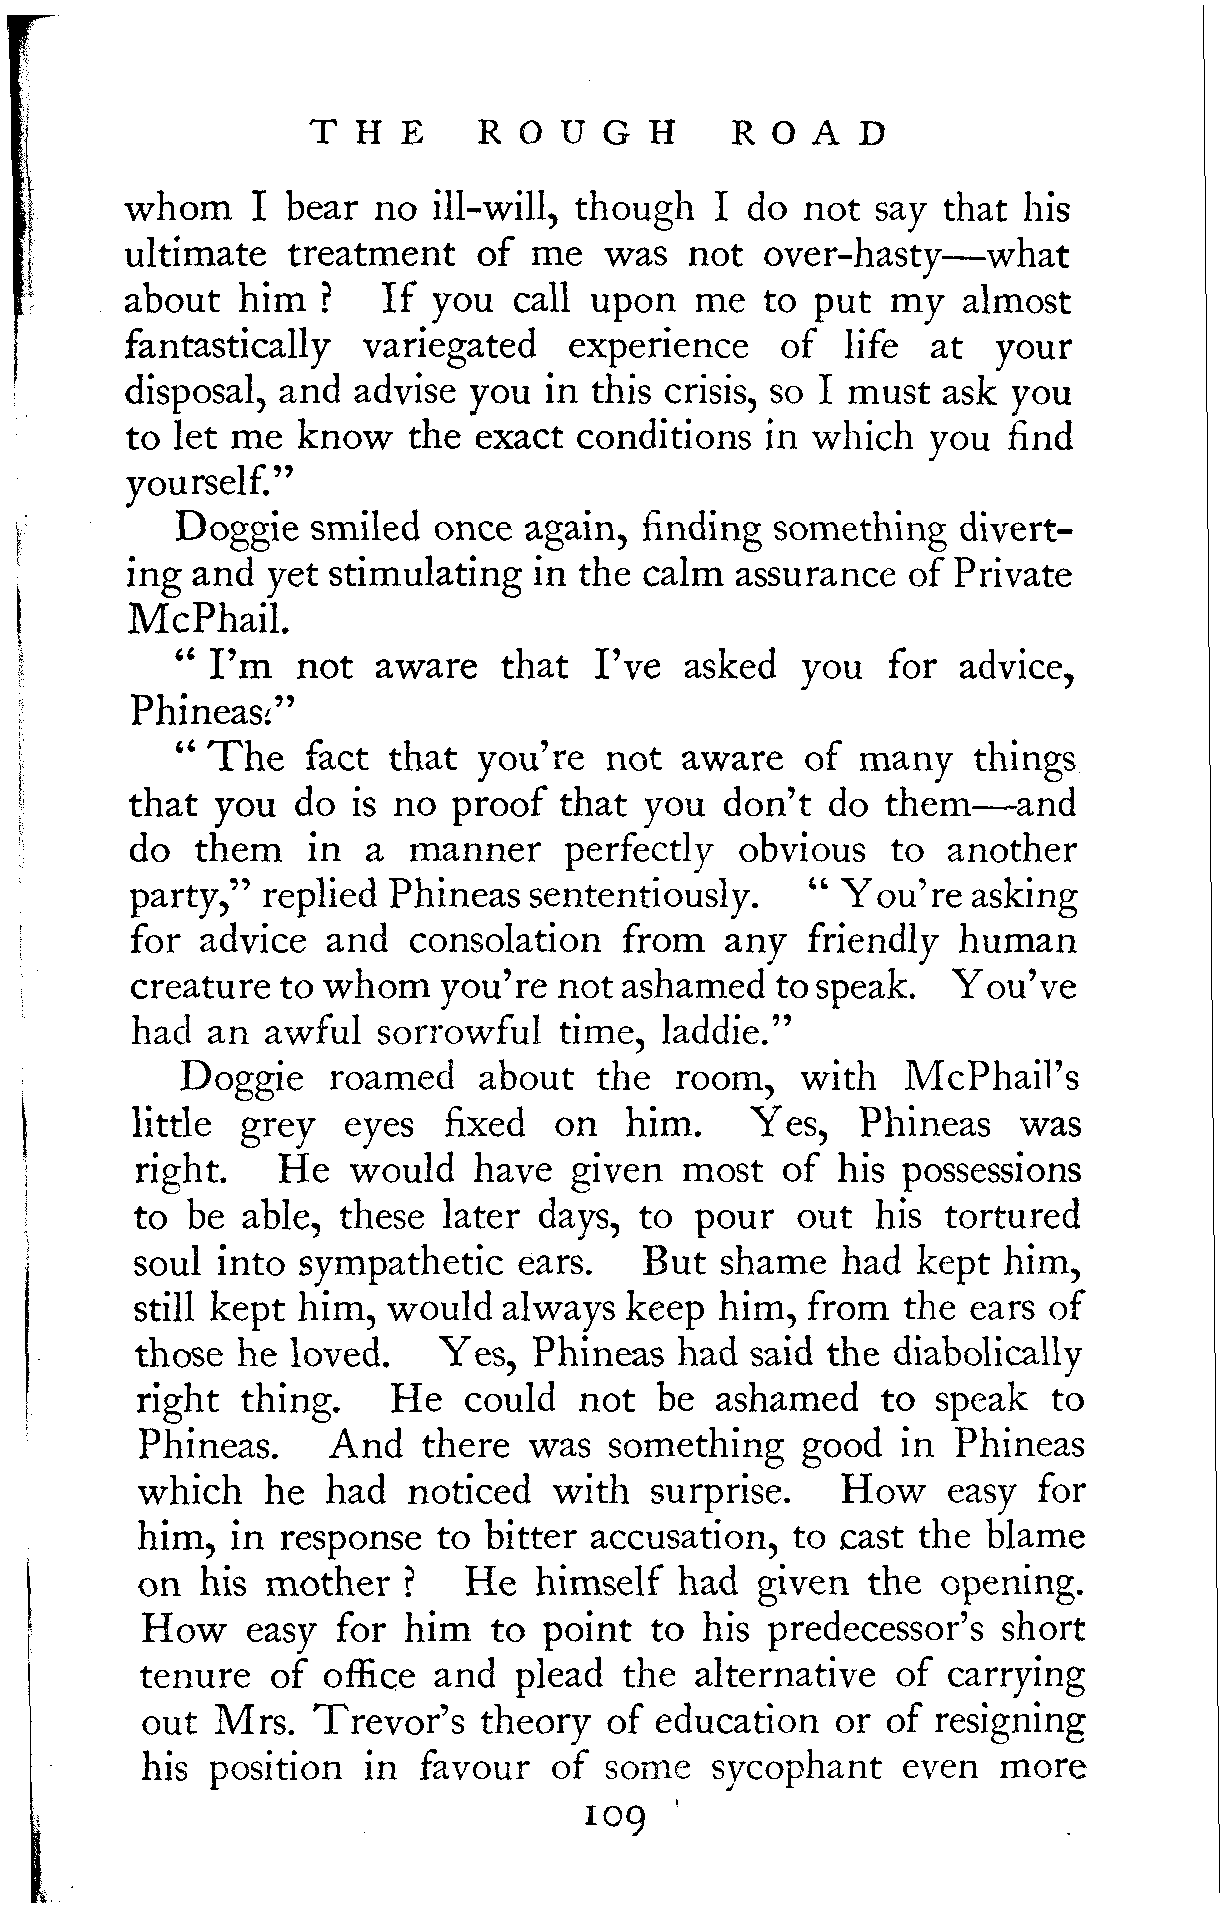 THE ROUGH ROAD
whom I bear no ill-will, though I do not say that his
ultimate treatment of me was not over-hasty—what
about him ? If you call upon me to put my almost
fantastically variegated experience of life at your
disposal, and advise you in this crisis, so I must ask you
to let me know the exact conditions in which you find
yourself.”
Doggie smiled once again, finding something divert-
ing and yet stimulating in the calm assurance of Private
McPhail.
“ I’m not aware that I’ve asked you for advice,
Phineas.”
“ The fact that you’re not aware of many things
that you do is no proof that you don’t do them—and
do them in a manner perfectly obvious to another
party,” replied Phineas sententiously. “ You’re asking
for advice and consolation from any friendly human
creature to whom you’re not ashamed to speak. You’ve
had an awful sorrowful time, laddie.”
Doggie roamed about the room, with McPhail’s
little grey eyes fixed on him. Yes, Phineas was
right. He would have given most of his possessions
to be able, these later days, to pour out his tortured
soul into sympathetic ears. But shame had kept him,
still kept him, would always keep him, from the ears of
those he loved. Yes, Phineas had said the diabolically
right thing. He could not be ashamed to speak to
Phineas. And there was something good in Phineas
which he had noticed with surprise. How easy for
him, in response to bitter accusation, to cast the blame
on his mother ? He himself had given the opening.
How easy for him to point to his predecessor’s short
tenure of office and plead the alternative of carrying
out Mrs. Trevor’s theory of education or of resigning
his position in favour of some sycophant even more
109